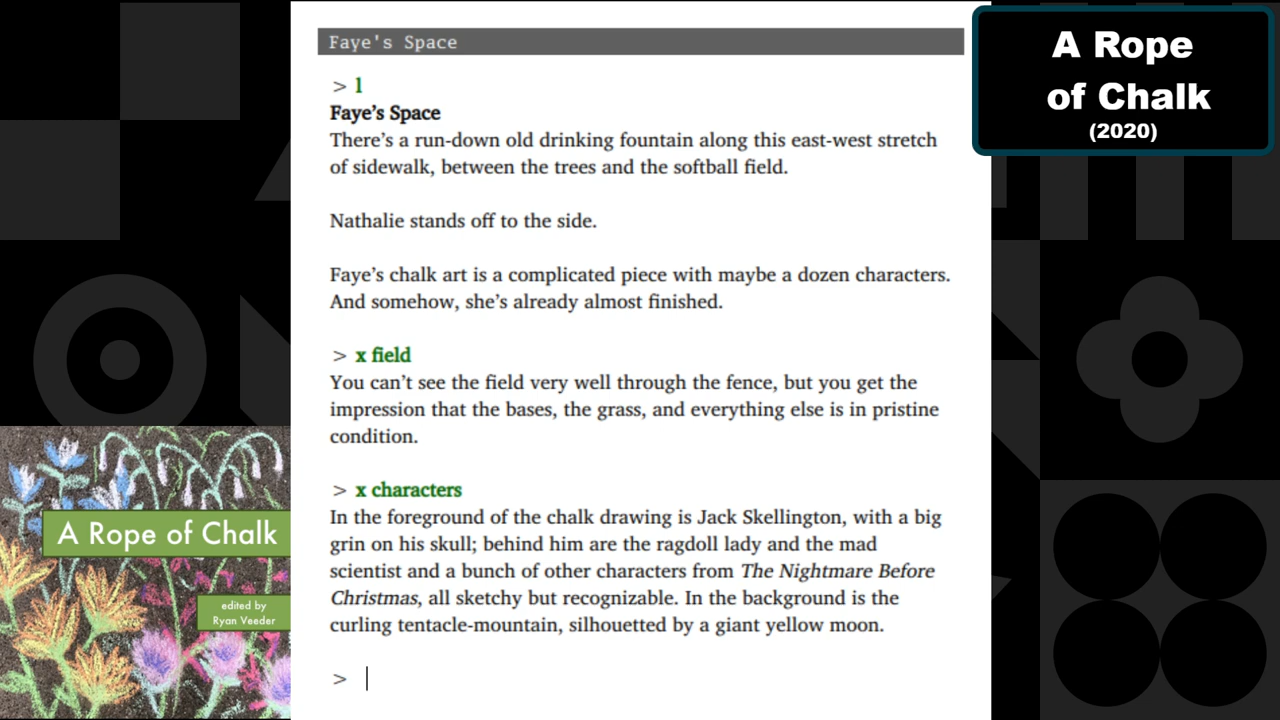 Faye's Space
> l
Faye’s Space
There’s a run-down old drinking fountain along this east-west stretch
of sidewalk, between the trees and the softball field.
Nathalie stands off to the side.
Faye’s chalk art is a complicated piece with maybe a dozen characters.
And somehow, she’s already almost finished.
> x field
You can’t see the field very well through the fence, but you get the
impression that the bases, the grass, and everything else is in pristine
condition.
> x characters
In the foreground of the chalk drawing is Jack Skellington, with a big
grin on his skull; behind him are the ragdoll lady and the mad
scientist and a bunch of other characters from The Nightmare Before
Christmas, all sketchy but recognizable. In the background is the
curling tentacle-mountain, silhouetted by a giant yellow moon.
>
A Rope
of Chalk
(2020)
A Rope of Chalk
edited by
Ryan Veeder